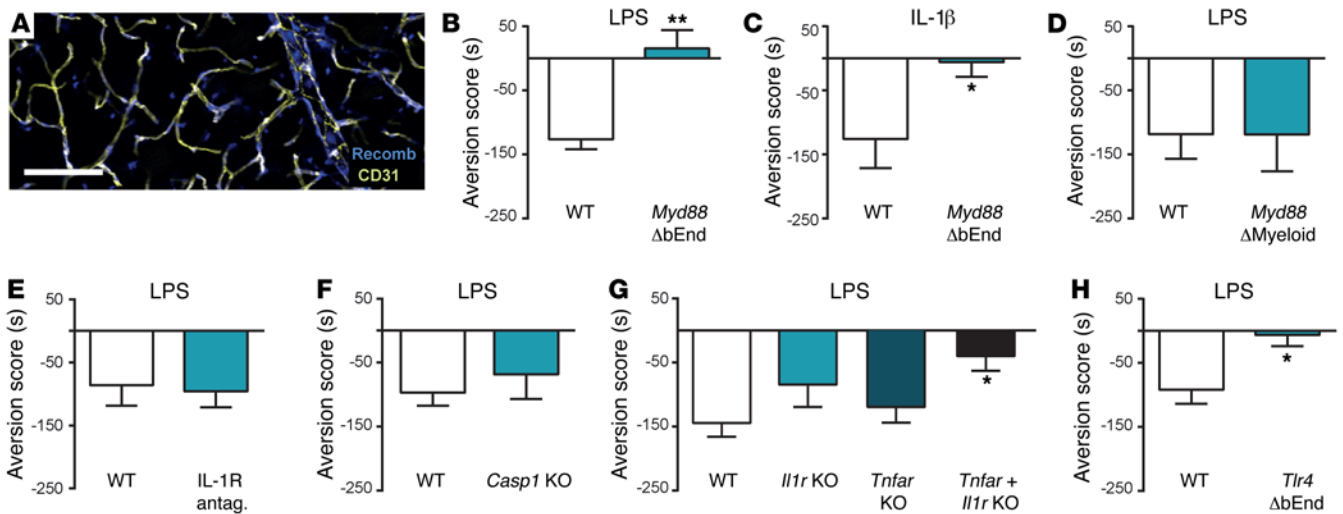 A
Recomb
CD31
B
LPS
Aversion score (s)
50
-50
-150
-250
**
WT
Myd88
ΔbEnd
C
IL-1β
Aversion score (s)
50
-50
-150
-250
*
WT
Myd88
ΔbEnd
D
LPS
Aversion score (s)
50
-50
-150
-250
WT
Myd88
ΔMyeloid
E
LPS
Aversion score (s)
50
-50
-150
-250
WT
IL-1R
antag.
F
LPS
Aversion score (s)
50
-50
-150
-250
WT
Casp1 KO
G
LPS
Aversion score (s)
50
-50
-150
-250
*
WT
Il1r KO
Tnfar
KO
Tnfar +
Il1r KO
H
LPS
Aversion score (s)
50
-50
-150
-250
*
WT
Tlr4
ΔbEnd